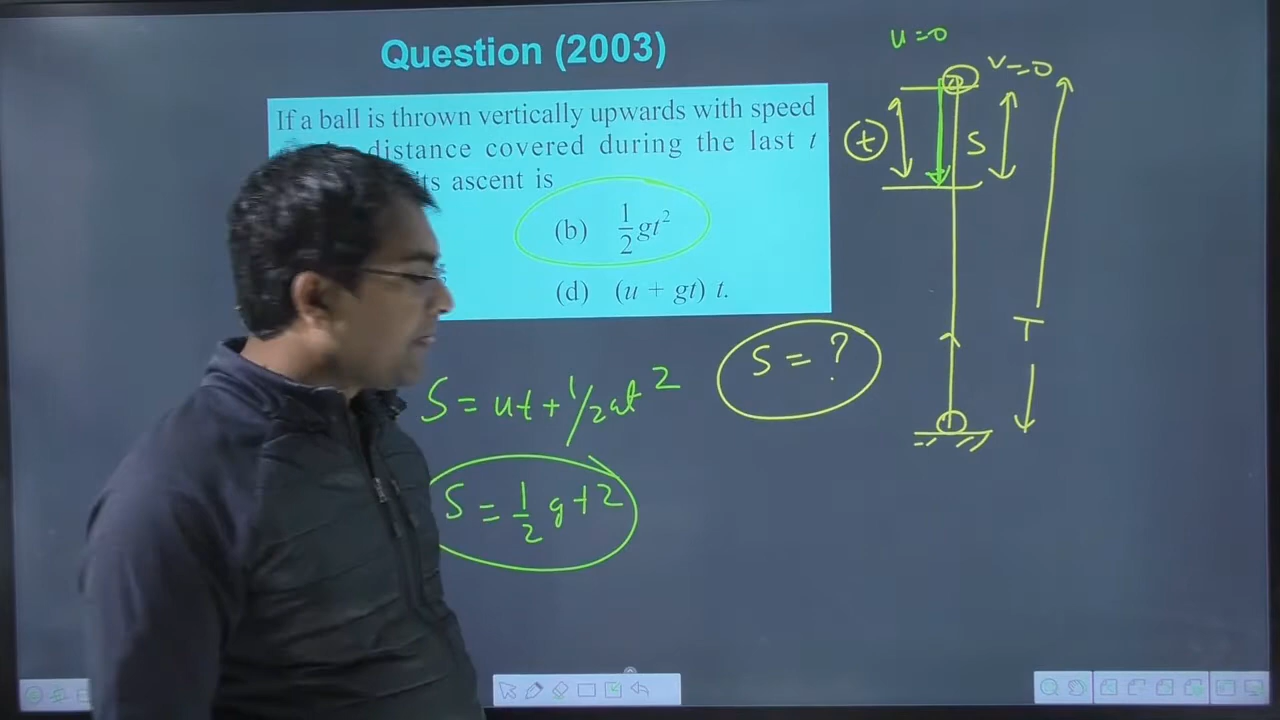 Question (2003)
If a ball is thrown vertically upwards with speed
distance covered during the last t
its ascent is
(b) 1/2 gt²
(d) (u + gt) t.
u=0
v=0
t
S
T
S = ?
S = ut + 1/2 at²
S = 1/2 gt2